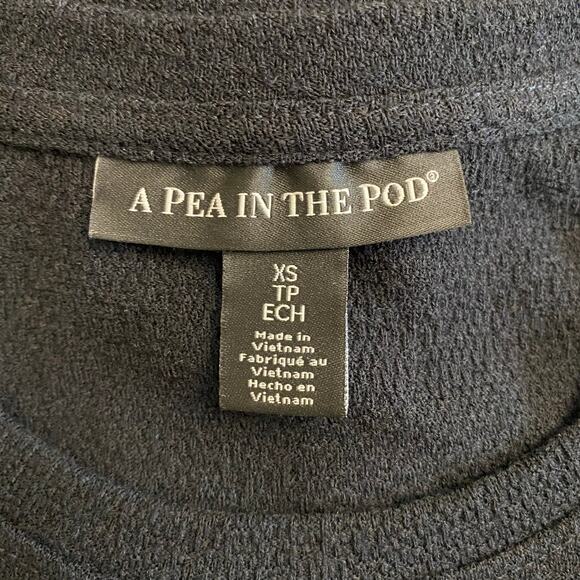 A PEA IN THE POD®
XS
TP
ECH
Made in
Vietnam
Fabriqué au
Vietnam
Hecho en
Vietnam